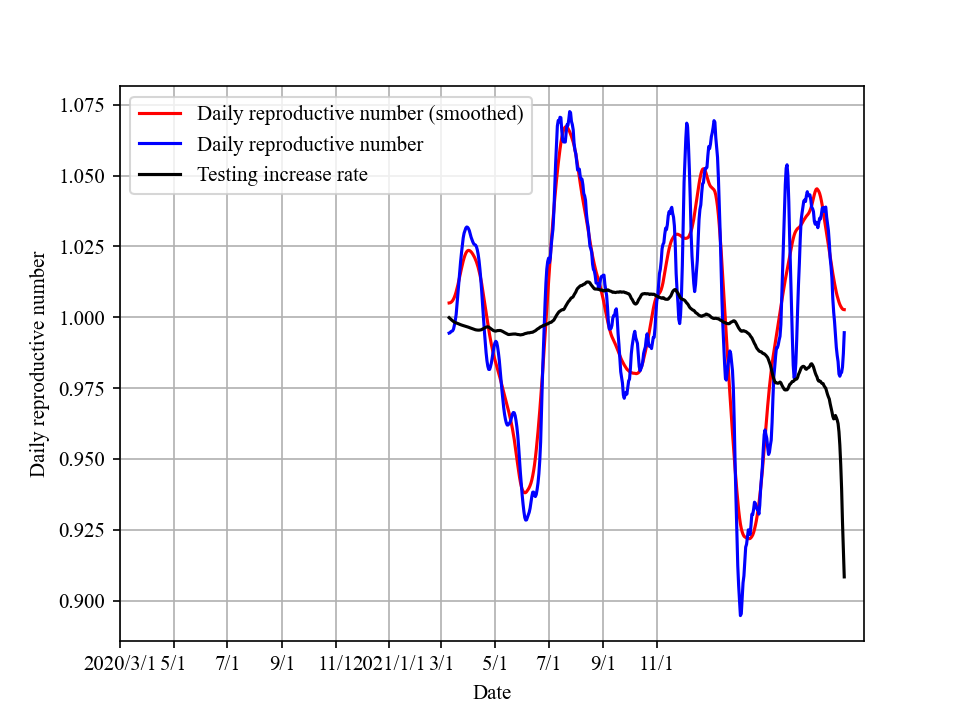 Daily reproductive number (smoothed)
Daily reproductive number
Testing increase rate
1.075
1.050
1.025
1.000
0.975
0.950
0.925
0.900
Daily reproductive number
2020/3/1 5/1 7/1 9/1 11/1 2021/1/1 3/1 5/1 7/1 9/1 11/1
Date